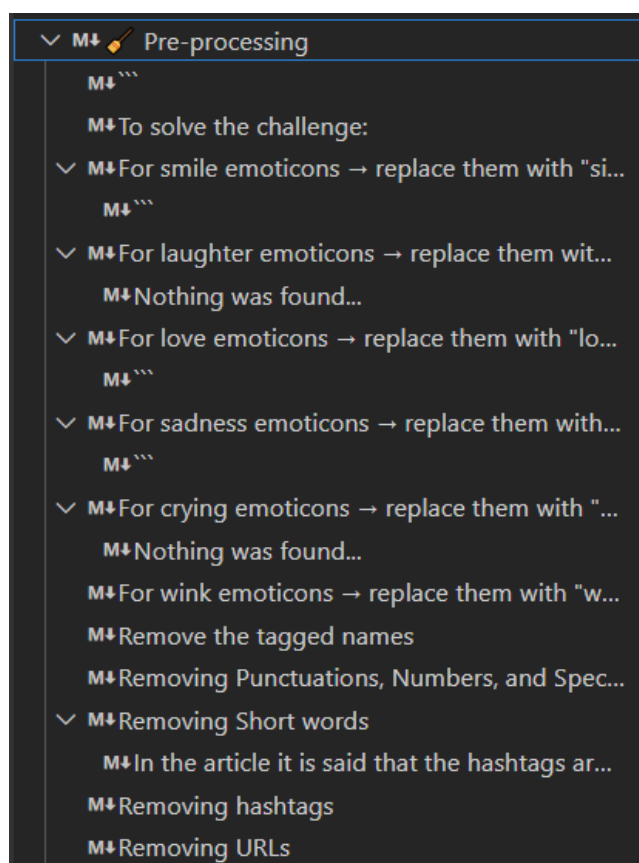 M↓ 🧹 Pre-processing
M↓ ```
M↓ To solve the challenge:
M↓ For smile emoticons → replace them with "si...
M↓ ```
M↓ For laughter emoticons → replace them wit...
M↓ Nothing was found...
M↓ For love emoticons → replace them with "lo...
M↓ ```
M↓ For sadness emoticons → replace them with...
M↓ ```
M↓ For crying emoticons → replace them with "...
M↓ Nothing was found...
M↓ For wink emoticons → replace them with "w...
M↓ Remove the tagged names
M↓ Removing Punctuations, Numbers, and Spec...
M↓ Removing Short words
M↓ In the article it is said that the hashtags ar...
M↓ Removing hashtags
M↓ Removing URLs